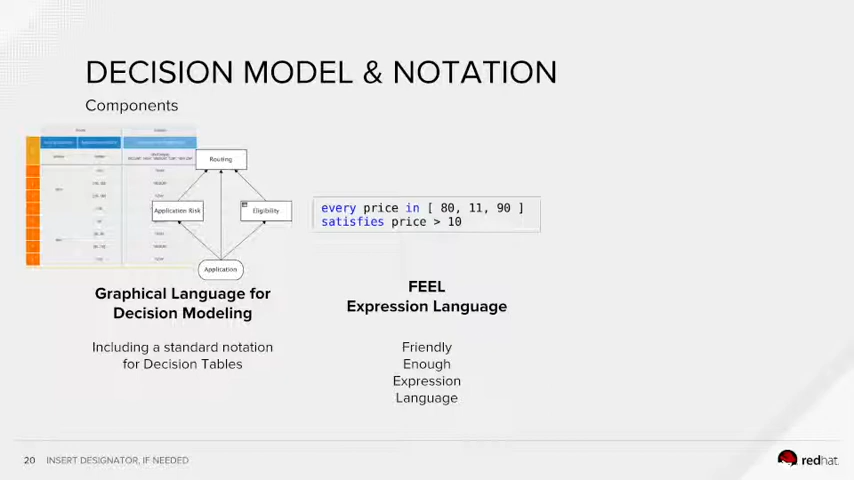 DECISION MODEL & NOTATION
Components
Routing
Application Risk
Eligibility
Application
every price in [ 80, 11, 90 ]
satisfies price > 10
Graphical Language for
Decision Modeling
Including a standard notation
for Decision Tables
FEEL
Expression Language
Friendly
Enough
Expression
Language
20 INSERT DESIGNATOR, IF NEEDED
redhat.